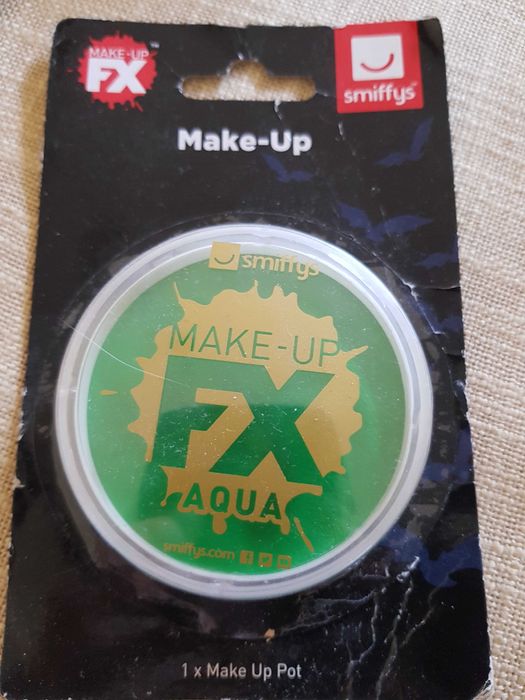 MAKE-UP
FX
smiffys
Make-Up
smiffys
MAKE-UP
FX
AQUA
smiffys.com
1 x Make Up Pot